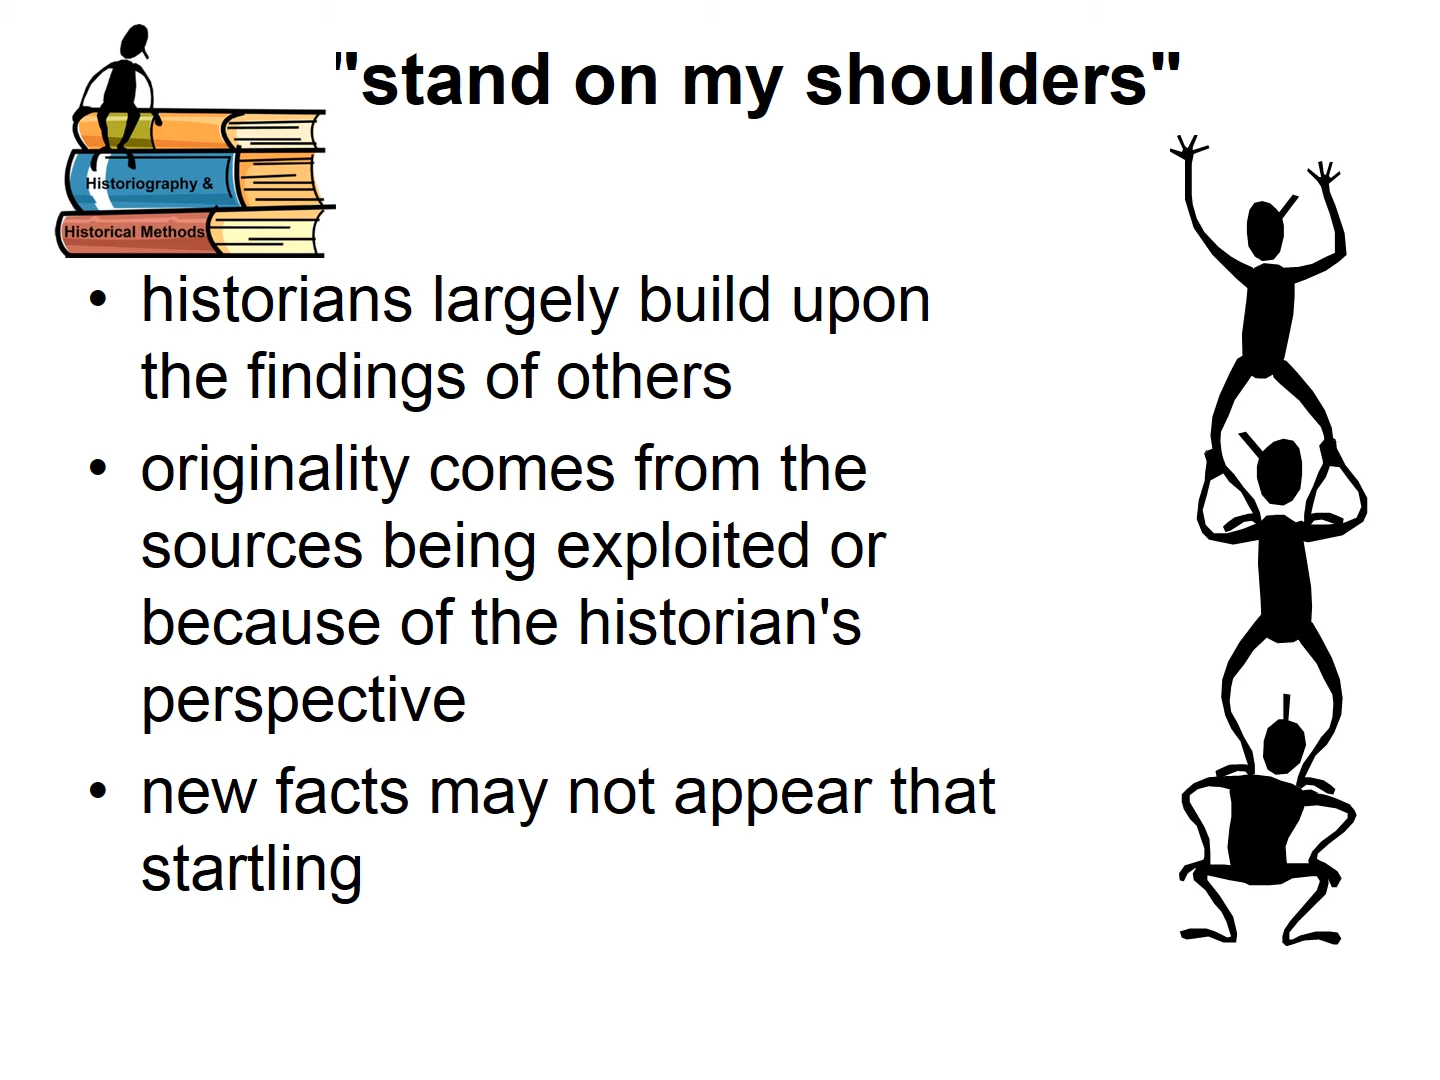 "stand on my shoulders"
Historiography &
Historical Methods
• historians largely build upon
the findings of others
• originality comes from the
sources being exploited or
because of the historian's
perspective
• new facts may not appear that
startling